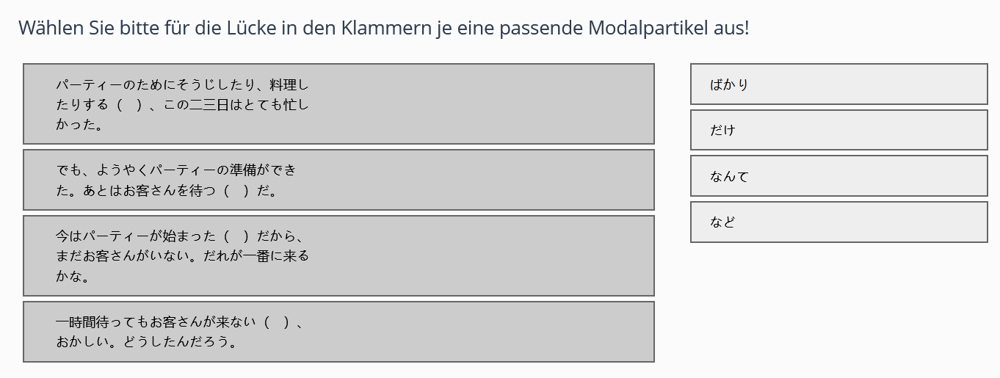 Wählen Sie bitte für die Lücke in den Klammern je eine passende Modalpartikel aus!
パーティーのためにそうじしたり、料理し
たりする（　）、この二三日はとても忙し
かった。
でも、ようやくパーティーの準備ができ
た。あとはお客さんを待つ（　）だ。
今はパーティーが始まった（　）だから、
まだお客さんがいない。だれが一番に来る
かな。
一時間待ってもお客さんが来ない（　）、
おかしい。どうしたんだろう。
ばかり
だけ
なんて
など